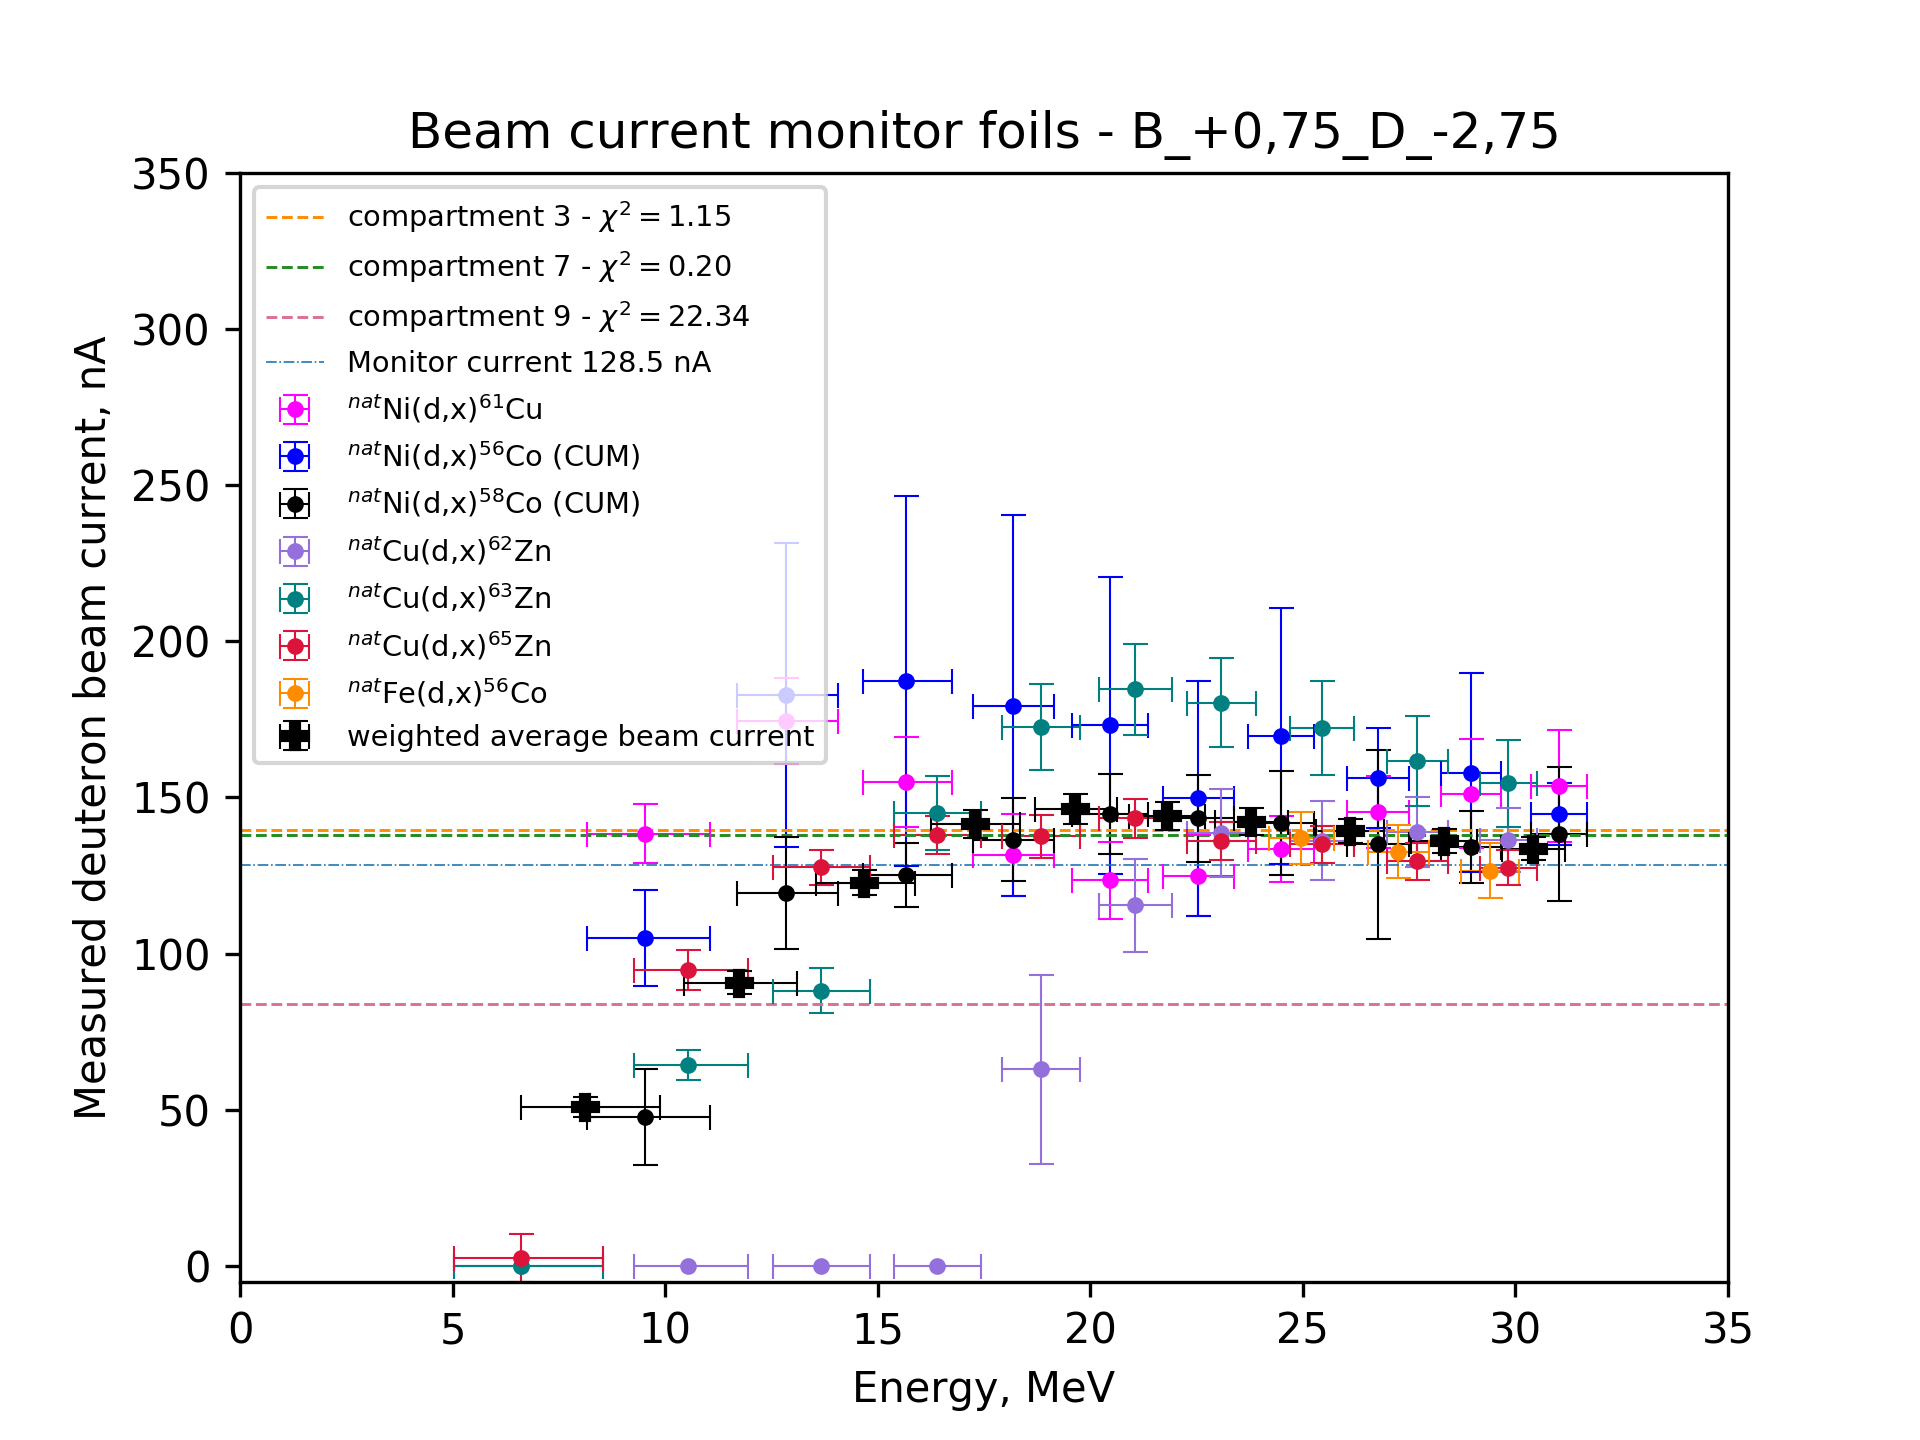 Beam current monitor foils - B_+0,75_D_-2,75
350
300
250
200
150
100
50
0
Measured deuteron beam current, nA
compartment 3 - χ² = 1.15
compartment 7 - χ² = 0.20
compartment 9 - χ² = 22.34
Monitor current 128.5 nA
ⁿᵃᵗNi(d,x)⁶¹Cu
ⁿᵃᵗNi(d,x)⁵⁶Co (CUM)
ⁿᵃᵗNi(d,x)⁵⁸Co (CUM)
ⁿᵃᵗCu(d,x)⁶²Zn
ⁿᵃᵗCu(d,x)⁶³Zn
ⁿᵃᵗCu(d,x)⁶⁵Zn
ⁿᵃᵗFe(d,x)⁵⁶Co
weighted average beam current
0 5 10 15 20 25 30 35
Energy, MeV